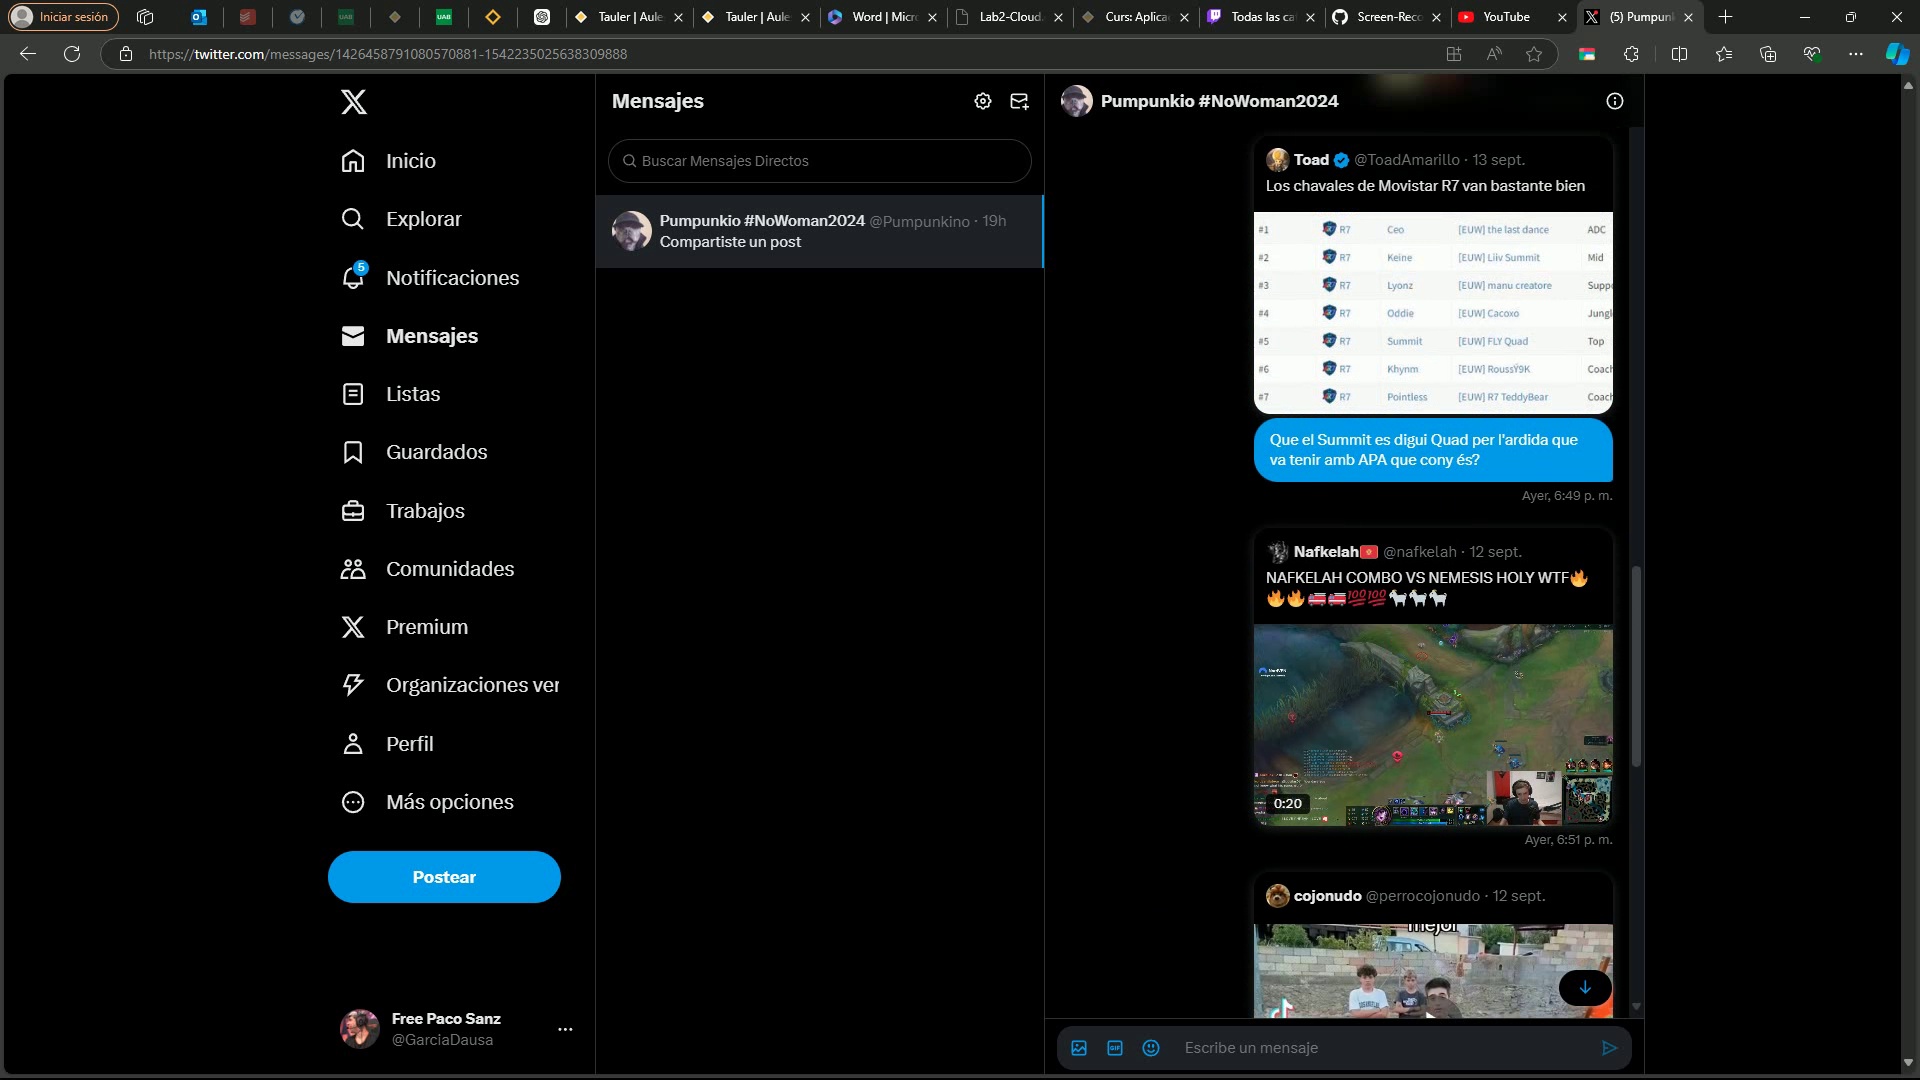 Iniciar sesión
Tauler | Aule
Tauler | Aule
Word | Micr
Lab2-Cloud.
Curs: Aplica
Todas las ca
Screen-Reco
YouTube
(5) Pumpun
https://twitter.com/messages/1426458791080570881-1542235025638309888
Inicio
Explorar
5
Notificaciones
Mensajes
Listas
Guardados
Trabajos
Comunidades
Premium
Organizaciones ver
Perfil
Más opciones
Postear
Free Paco Sanz
@GarciaDausa
Mensajes
Buscar Mensajes Directos
Pumpunkio #NoWoman2024 @Pumpunkino · 19h
Compartiste un post
Pumpunkio #NoWoman2024
Toad @ToadAmarillo · 13 sept.
Los chavales de Movistar R7 van bastante bien
#1 R7 Ceo [EUW] the last dance ADC
#2 R7 Keine [EUW] Liiv Summit Mid
#3 R7 Lyonz [EUW] manu creatore Suppo
#4 R7 Oddie [EUW] Cacoxo Jungl
#5 R7 Summit [EUW] FLY Quad Top
#6 R7 Khynm [EUW] RoussŸ9K Coach
#7 R7 Pointless [EUW] R7 TeddyBear Coach
Que el Summit es digui Quad per l'ardida que
va tenir amb APA que cony és?
Ayer, 6:49 p. m.
Nafkelah🇲🇦 @nafkelah · 12 sept.
NAFKELAH COMBO VS NEMESIS HOLY WTF🔥
🔥🔥🚒🚒💯💯🐐🐐🐐
0:20
Ayer, 6:51 p. m.
cojonudo @perrocojonudo · 12 sept.
mejor
GIF
Escribe un mensaje